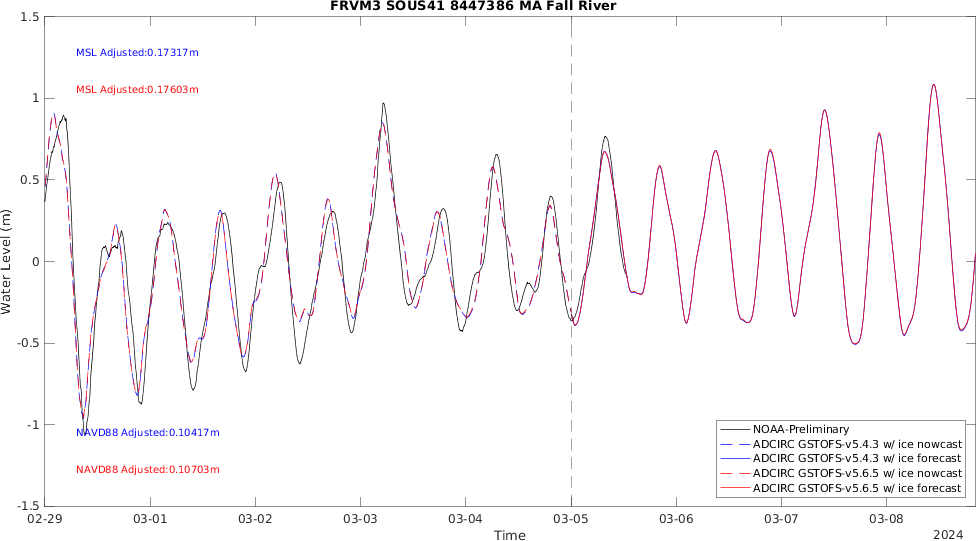 FRVM3 SOUS41 8447386 MA Fall River
1.5
1
0.5
0
-0.5
-1
-1.5
Water Level (m)
MSL Adjusted:0.17317m
MSL Adjusted:0.17603m
NAVD88 Adjusted:0.10417m
NAVD88 Adjusted:0.10703m
NOAA-Preliminary
ADCIRC GSTOFS-v5.4.3 w/ ice nowcast
ADCIRC GSTOFS-v5.4.3 w/ ice forecast
ADCIRC GSTOFS-v5.6.5 w/ ice nowcast
ADCIRC GSTOFS-v5.6.5 w/ ice forecast
02-29 03-01 03-02 03-03 03-04 03-05 03-06 03-07 03-08
Time
2024